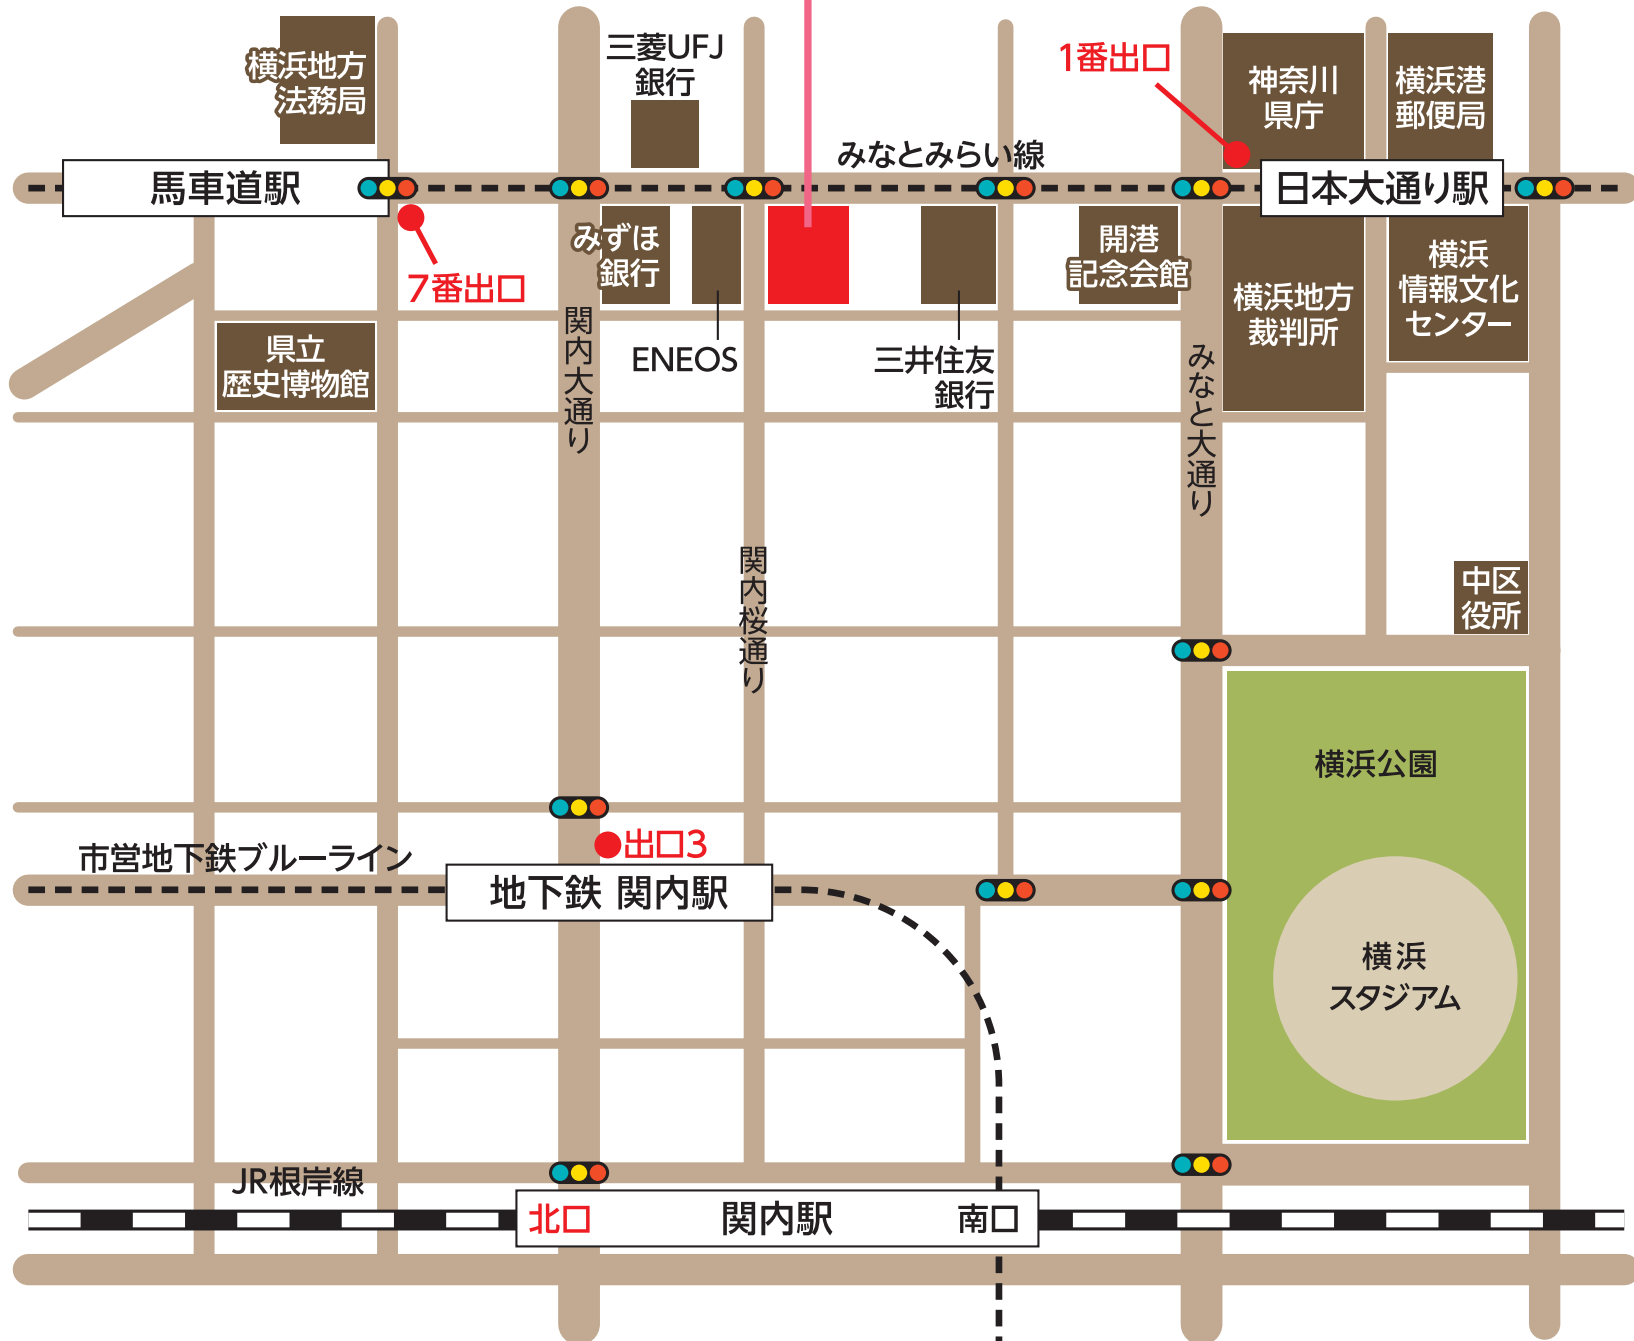 横浜地方
法務局
三菱UFJ
銀行
1番出口
神奈川
県庁
横浜港
郵便局
みなとみらい線
馬車道駅
日本大通り駅
7番出口
みずほ
銀行
ENEOS
三井住友
銀行
開港
記念会館
横浜地方
裁判所
横浜
情報文化
センター
県立
歴史博物館
関内大通り
みなと大通り
関内桜通り
中区
役所
横浜公園
市営地下鉄ブルーライン
出口3
地下鉄 関内駅
横浜
スタジアム
JR根岸線
北口
関内駅
南口